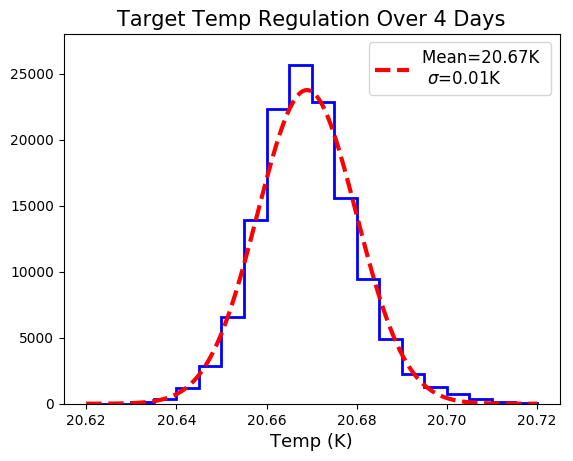 Target Temp Regulation Over 4 Days
Mean=20.67K
σ=0.01K
25000
20000
15000
10000
5000
0
20.62 20.64 20.66 20.68 20.70 20.72
Temp (K)